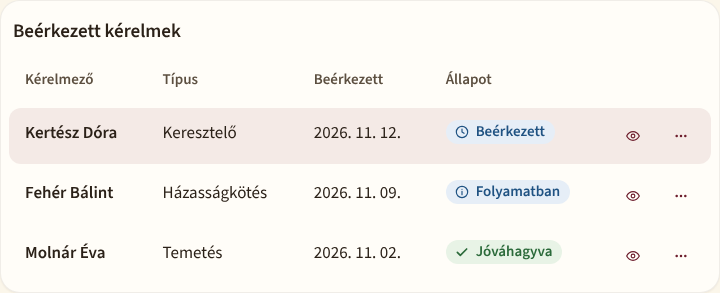 Beérkezett kérelmek
Kérelmező Típus Beérkezett Állapot
Kertész Dóra Keresztelő 2026. 11. 12. Beérkezett
Fehér Bálint Házasságkötés 2026. 11. 09. Folyamatban
Molnár Éva Temetés 2026. 11. 02. Jóváhagyva